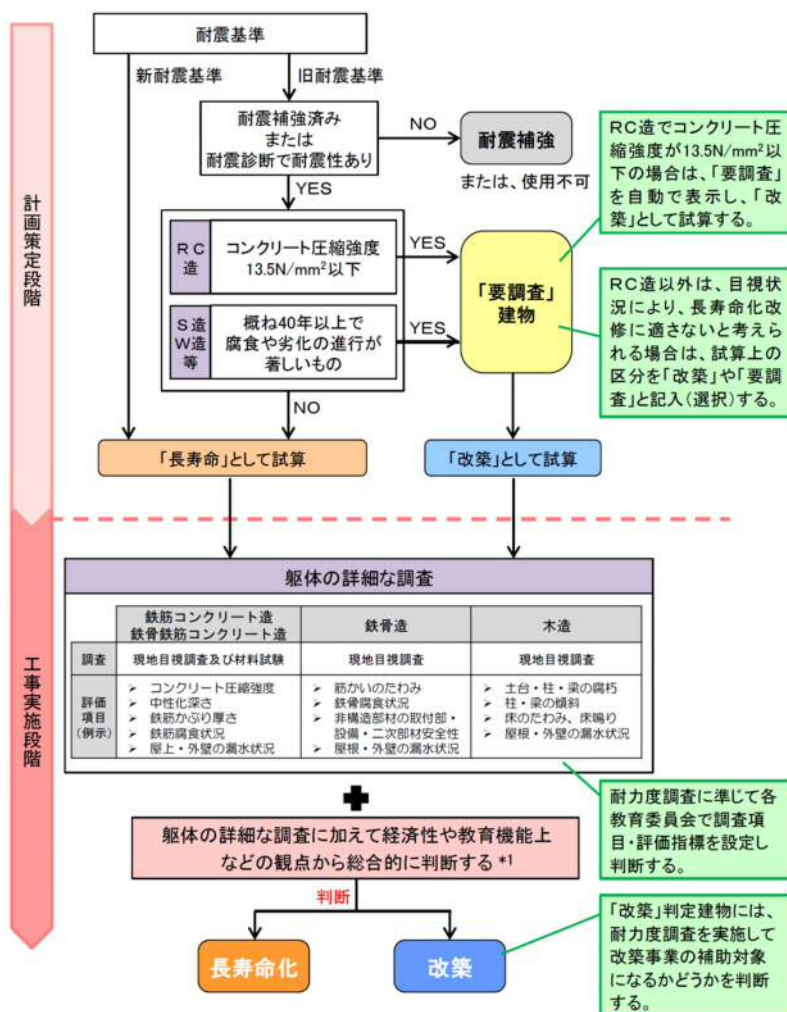 計画策定段階
耐震基準
新耐震基準
旧耐震基準
耐震補強済み
または
耐震診断で耐震性あり
NO
耐震補強
または、使用不可
YES
RC造
コンクリート圧縮強度
13.5N/mm²以下
YES
S造
W造
等
概ね40年以上で
腐食や劣化の進行が
著しいもの
YES
「要調査」
建物
NO
「長寿命」として試算
「改築」として試算
RC造でコンクリート圧
縮強度が13.5N/mm²以
下の場合は、「要調査」
を自動で表示し、「改
築」として試算する。
RC造以外は、目視状
況により、長寿命化改
修に適さないと考えら
れる場合は、試算上の
区分を「改築」や「要調
査」と記入(選択)する。
工事実施段階
躯体の詳細な調査
鉄筋コンクリート造
鉄骨鉄筋コンクリート造
鉄骨造
木造
調査
現地目視調査及び材料試験
現地目視調査
現地目視調査
評価
項目
(例示)
➢ コンクリート圧縮強度
➢ 中性化深さ
➢ 鉄筋かぶり厚さ
➢ 鉄筋腐食状況
➢ 屋上・外壁の漏水状況
➢ 筋かいのたわみ
➢ 鉄骨腐食状況
➢ 非構造部材の取付部・
設備・二次部材安全性
➢ 屋根・外壁の漏水状況
➢ 土台・柱・梁の腐朽
➢ 柱・梁の傾斜
➢ 床のたわみ、床鳴り
➢ 屋根・外壁の漏水状況
耐力度調査に準じて各
教育委員会で調査項
目・評価指標を設定し
判断する。
躯体の詳細な調査に加えて経済性や教育機能上
などの観点から総合的に判断する *1
判断
長寿命化
改築
「改築」判定建物には、
耐力度調査を実施して
改築事業の補助対象
になるかどうかを判断
する。